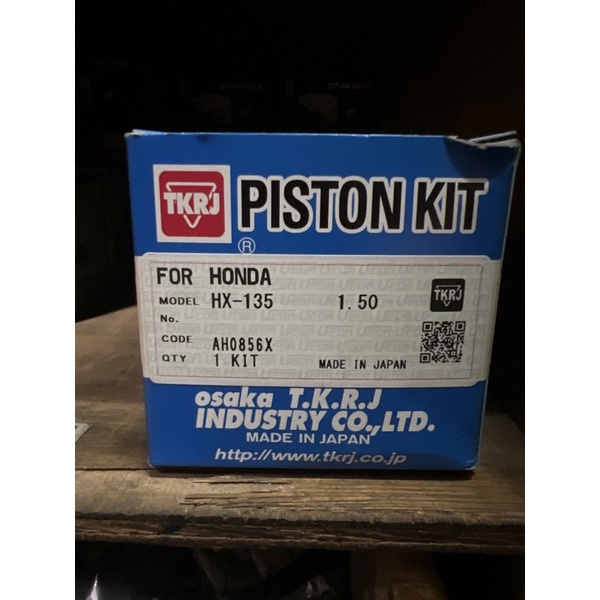 TKRJ PISTON KIT
®
FOR HONDA
MODEL HX-135 1.50
No.
TKRJ
CODE AH0856X
QTY 1 KIT MADE IN JAPAN
osaka T.K.R.J
INDUSTRY CO.,LTD.
MADE IN JAPAN
http://www.tkrj.co.jp